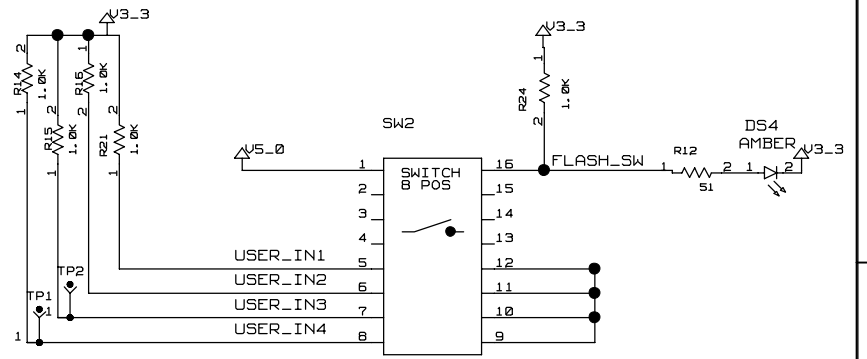 V3_3
V3_3
2 R14 1.0K 1
2 R15 1.0K 1
1 R16 1.0K 2
2 R21 1.0K 1
1 R24 1.0K 2
SW2
DS4
AMBER
V5_0
V3_3
R12
1 51 2
1 2
FLASH_SW
SWITCH
8 POS
1 16
2 15
3 14
4 13
USER_IN1 5 12
USER_IN2 6 11
USER_IN3 7 10
USER_IN4 8 9
TP2
TP1
1
1